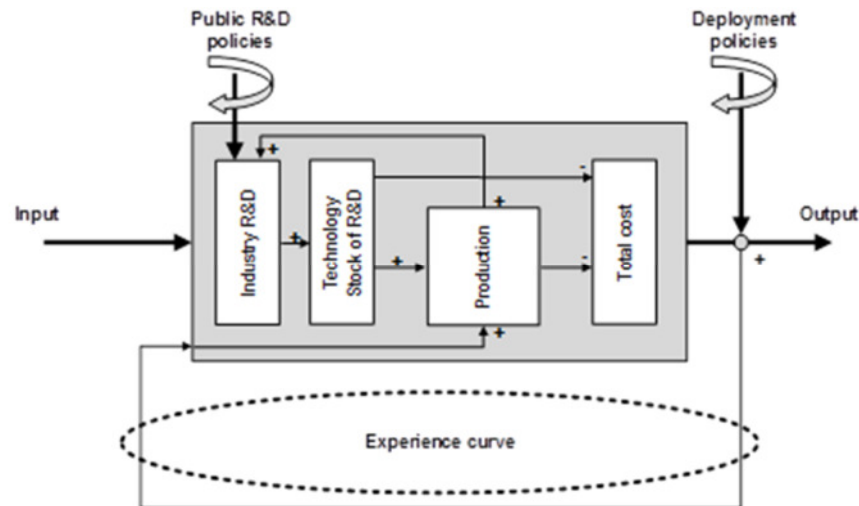 Public R&D
policies
Deployment
policies
Input
Industry R&D
Technology
Stock of R&D
Production
Total cost
Output
+
+
+
+
+
-
-
+
Experience curve